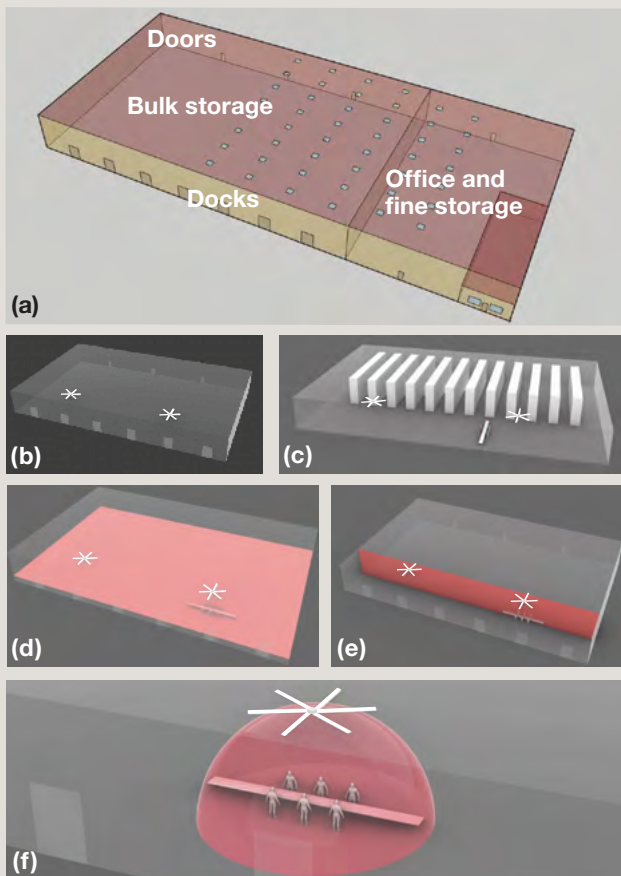 Doors
Bulk storage
Docks
Office and
fine storage
(a)
(b)
(c)
(d)
(e)
(f)